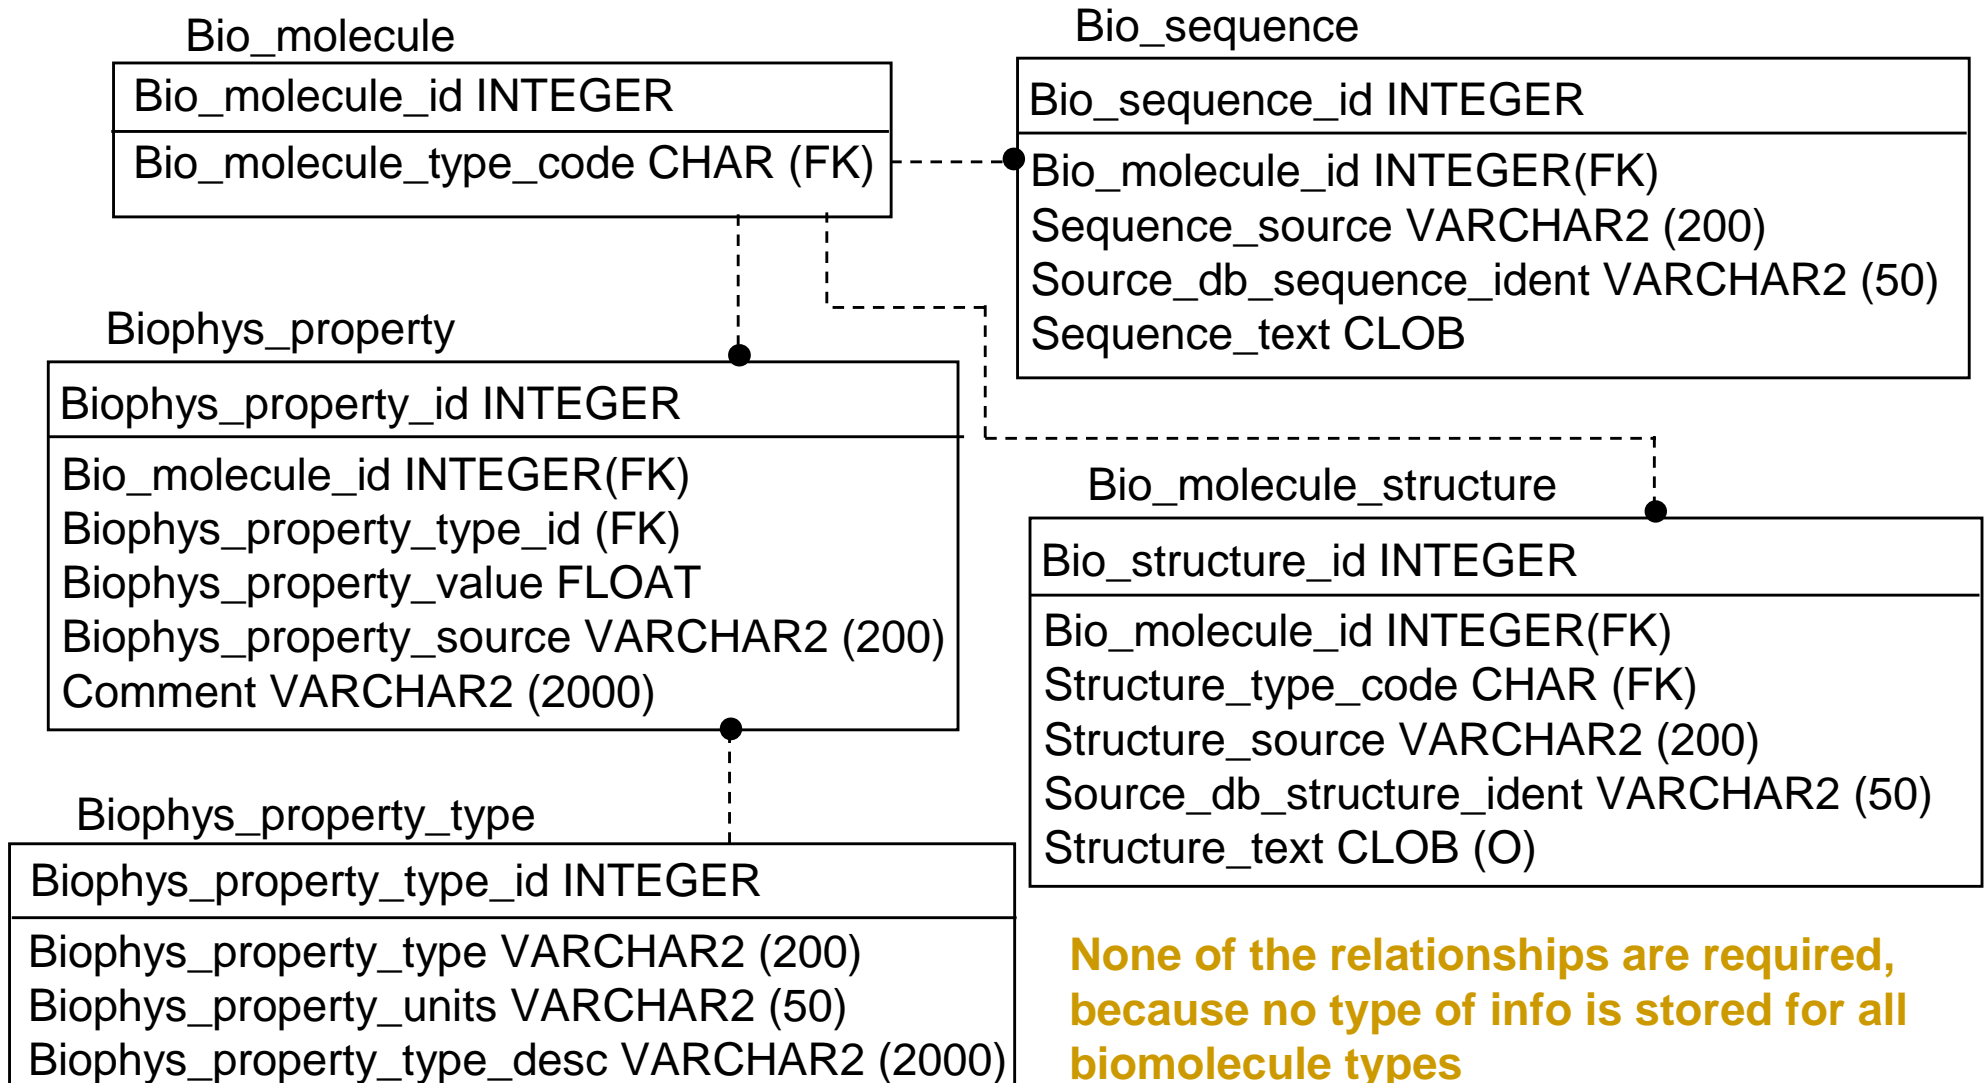 Bio_molecule
Bio_molecule_id INTEGER
Bio_molecule_type_code CHAR (FK)
Bio_sequence
Bio_sequence_id INTEGER
Bio_molecule_id INTEGER(FK)
Sequence_source VARCHAR2 (200)
Source_db_sequence_ident VARCHAR2 (50)
Sequence_text CLOB
Biophys_property
Biophys_property_id INTEGER
Bio_molecule_id INTEGER(FK)
Biophys_property_type_id (FK)
Biophys_property_value FLOAT
Biophys_property_source VARCHAR2 (200)
Comment VARCHAR2 (2000)
Bio_molecule_structure
Bio_structure_id INTEGER
Bio_molecule_id INTEGER(FK)
Structure_type_code CHAR (FK)
Structure_source VARCHAR2 (200)
Source_db_structure_ident VARCHAR2 (50)
Structure_text CLOB (O)
Biophys_property_type
Biophys_property_type_id INTEGER
Biophys_property_type VARCHAR2 (200)
Biophys_property_units VARCHAR2 (50)
Biophys_property_type_desc VARCHAR2 (2000)
None of the relationships are required,
because no type of info is stored for all
biomolecule types